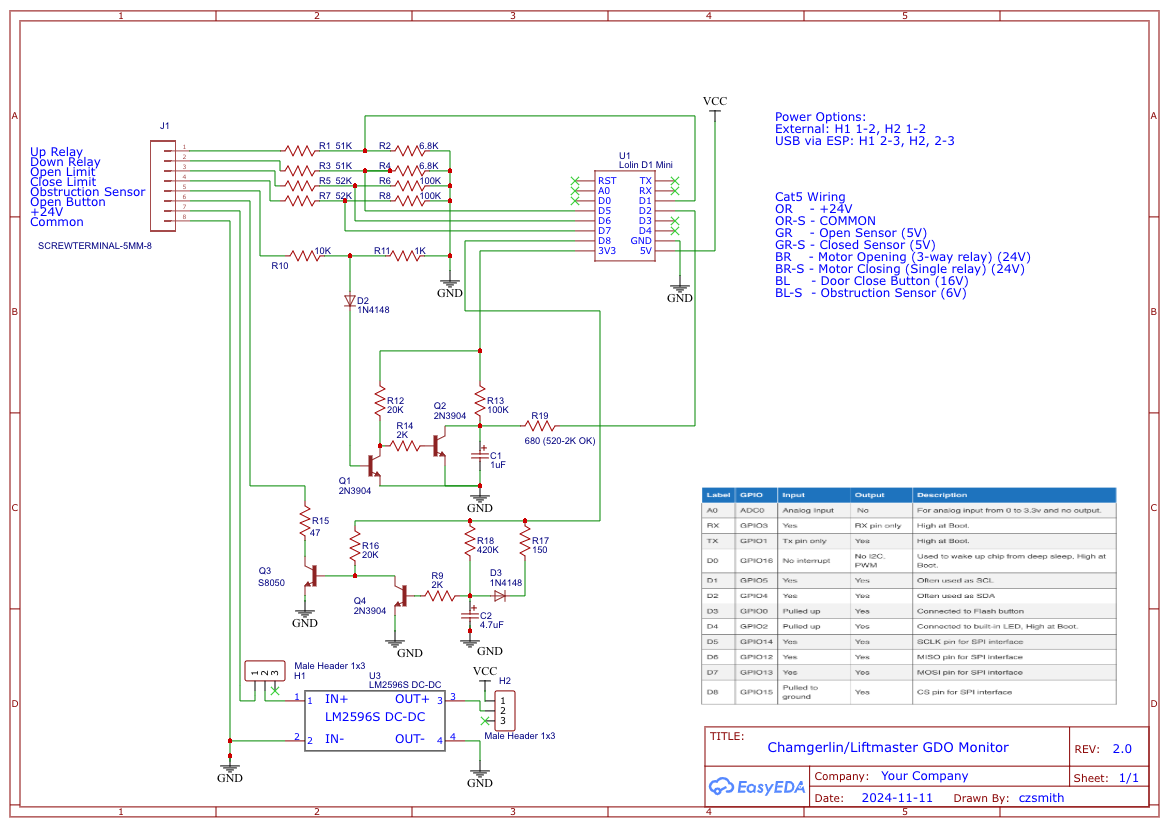 1 2 3 4 5
A
B
C
D
A
B
C
D
J1
1
2
3
4
5
6
7
8
Up Relay
Down Relay
Open Limit
Close Limit
Obstruction Sensor
Open Button
+24V
Common
SCREWTERMINAL-5MM-8
R1 51K R2 6.8K
R3 51K R4 6.8K
R5 52K R6 100K
R7 52K R8 100K
R10 10K R11 1K
GND
D2
1N4148
U1
Lolin D1 Mini
RST TX
A0 RX
D0 D1
D5 D2
D6 D3
D7 D4
D8 GND
3V3 5V
VCC
GND
Power Options:
External: H1 1-2, H2 1-2
USB via ESP: H1 2-3, H2, 2-3
Cat5 Wiring
OR - +24V
OR-S - COMMON
GR - Open Sensor (5V)
GR-S - Closed Sensor (5V)
BR - Motor Opening (3-way relay) (24V)
BR-S - Motor Closing (Single relay) (24V)
BL - Door Close Button (16V)
BL-S - Obstruction Sensor (6V)
R12
20K
R14
2K
Q2
2N3904
R13
100K
R19
680 (520-2K OK)
C1
1uF
Q1
2N3904
GND
R15
47
R16
20K
R18
420K
R17
150
Q3
S8050
Q4
2N3904
R9
2K
D3
1N4148
C2
4.7uF
GND
GND
GND
Male Header 1x3
H1
1 2 3
U3
LM2596S DC-DC
1 1 IN+ OUT+ 3 3
LM2596S DC-DC
2 2 IN- OUT- 4 4
VCC
H2
1
2
3
Male Header 1x3
GND
GND
Label GPIO Input Output Description
A0 ADC0 Analog Input No For analog input from 0 to 3.3v and no output.
RX GPIO3 Yes RX pin only High at Boot.
TX GPIO1 Tx pin only Yes High at Boot.
D0 GPIO16 No interrupt No I2C, PWM Used to wake up chip from deep sleep, High at Boot.
D1 GPIO5 Yes Yes Often used as SCL
D2 GPIO4 Yes Yes Often used as SDA
D3 GPIO0 Pulled up Yes Connected to Flash button
D4 GPIO2 Pulled up Yes Connected to built-in LED, High at Boot.
D5 GPIO14 Yes Yes SCLK pin for SPI interface
D6 GPIO12 Yes Yes MISO pin for SPI interface
D7 GPIO13 Yes Yes MOSI pin for SPI interface
D8 GPIO15 Pulled to ground Yes CS pin for SPI interface
TITLE:
Chamgerlin/Liftmaster GDO Monitor
REV: 2.0
EasyEDA
Company: Your Company
Sheet: 1/1
Date: 2024-11-11 Drawn By: czsmith
1 2 3 4 5